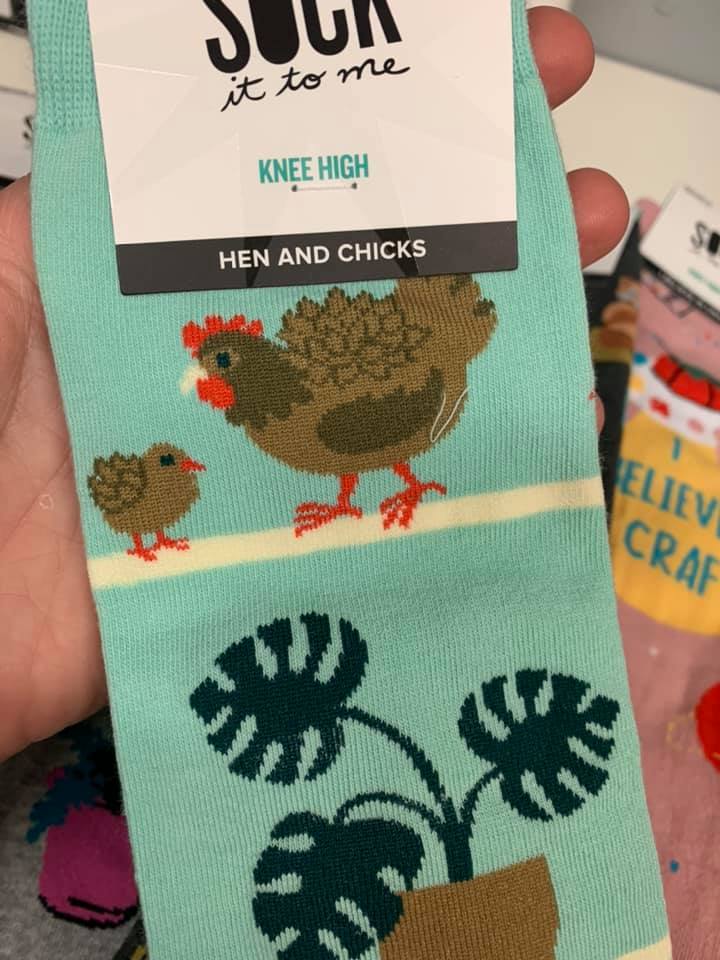 SOCK
it to me
KNEE HIGH
HEN AND CHICKS
I
BELIEVE
CRAF